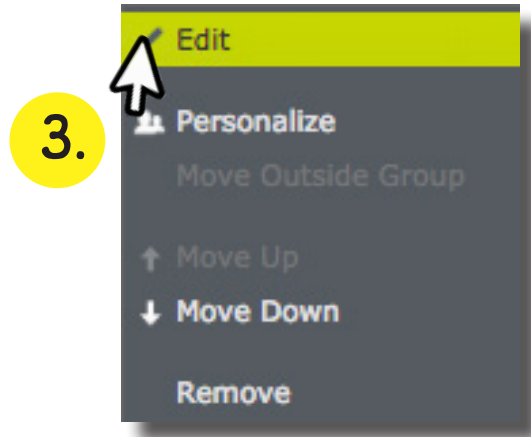 Edit
3.
Personalize
Move Outside Group
Move Up
Move Down
Remove